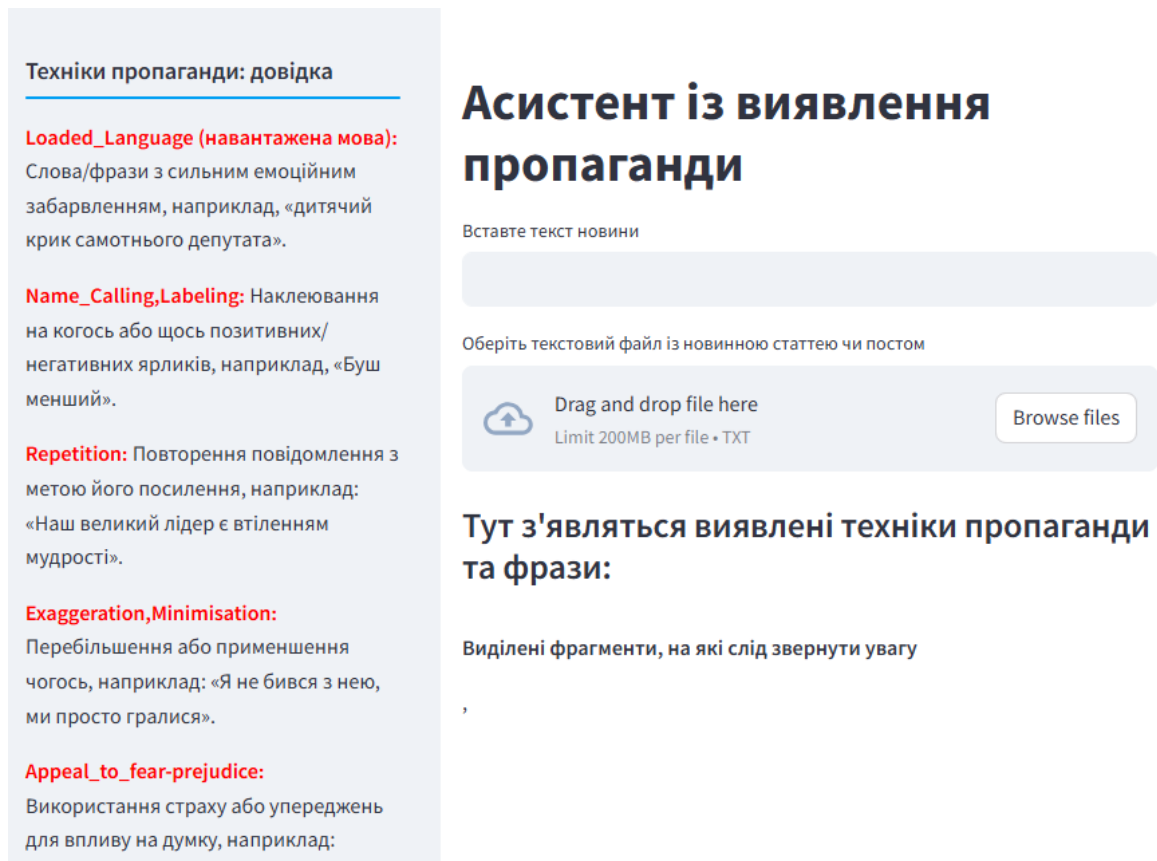 Техніки пропаганди: довідка
Loaded_Language (навантажена мова):
Слова/фрази з сильним емоційним
забарвленням, наприклад, «дитячий
крик самотнього депутата».
Name_Calling,Labeling: Наклеювання
на когось або щось позитивних/
негативних ярликів, наприклад, «Буш
менший».
Repetition: Повторення повідомлення з
метою його посилення, наприклад:
«Наш великий лідер є втіленням
мудрості».
Exaggeration,Minimisation:
Перебільшення або применшення
чогось, наприклад: «Я не бився з нею,
ми просто гралися».
Appeal_to_fear-prejudice:
Використання страху або упереджень
для впливу на думку, наприклад:
Асистент із виявлення
пропаганди
Вставте текст новини
Оберіть текстовий файл із новинною статтею чи постом
Drag and drop file here
Limit 200MB per file • TXT
Browse files
Тут з'являться виявлені техніки пропаганди
та фрази:
Виділені фрагменти, на які слід звернути увагу
,